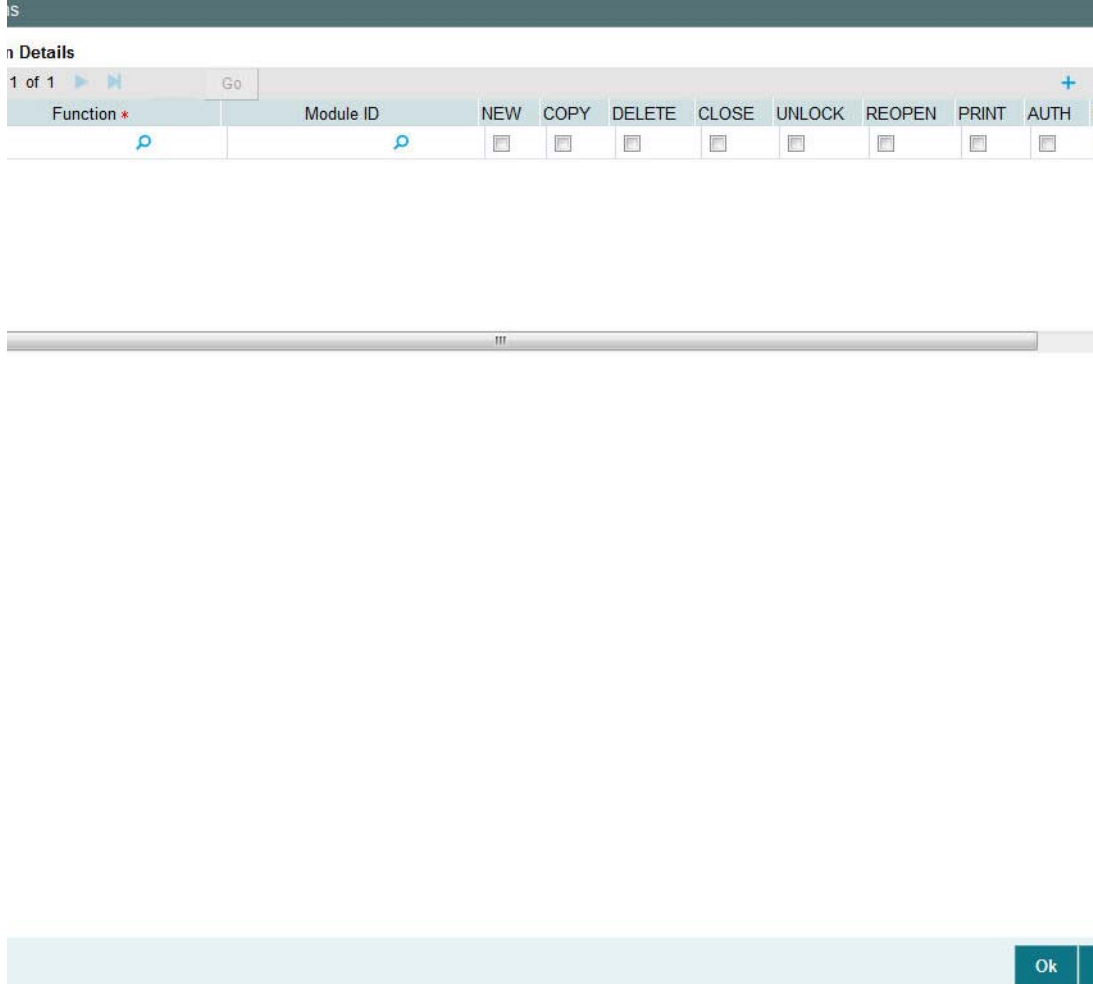 ns
n Details
1 of 1 Go +
Function * Module ID NEW COPY DELETE CLOSE UNLOCK REOPEN PRINT AUTH
Ok